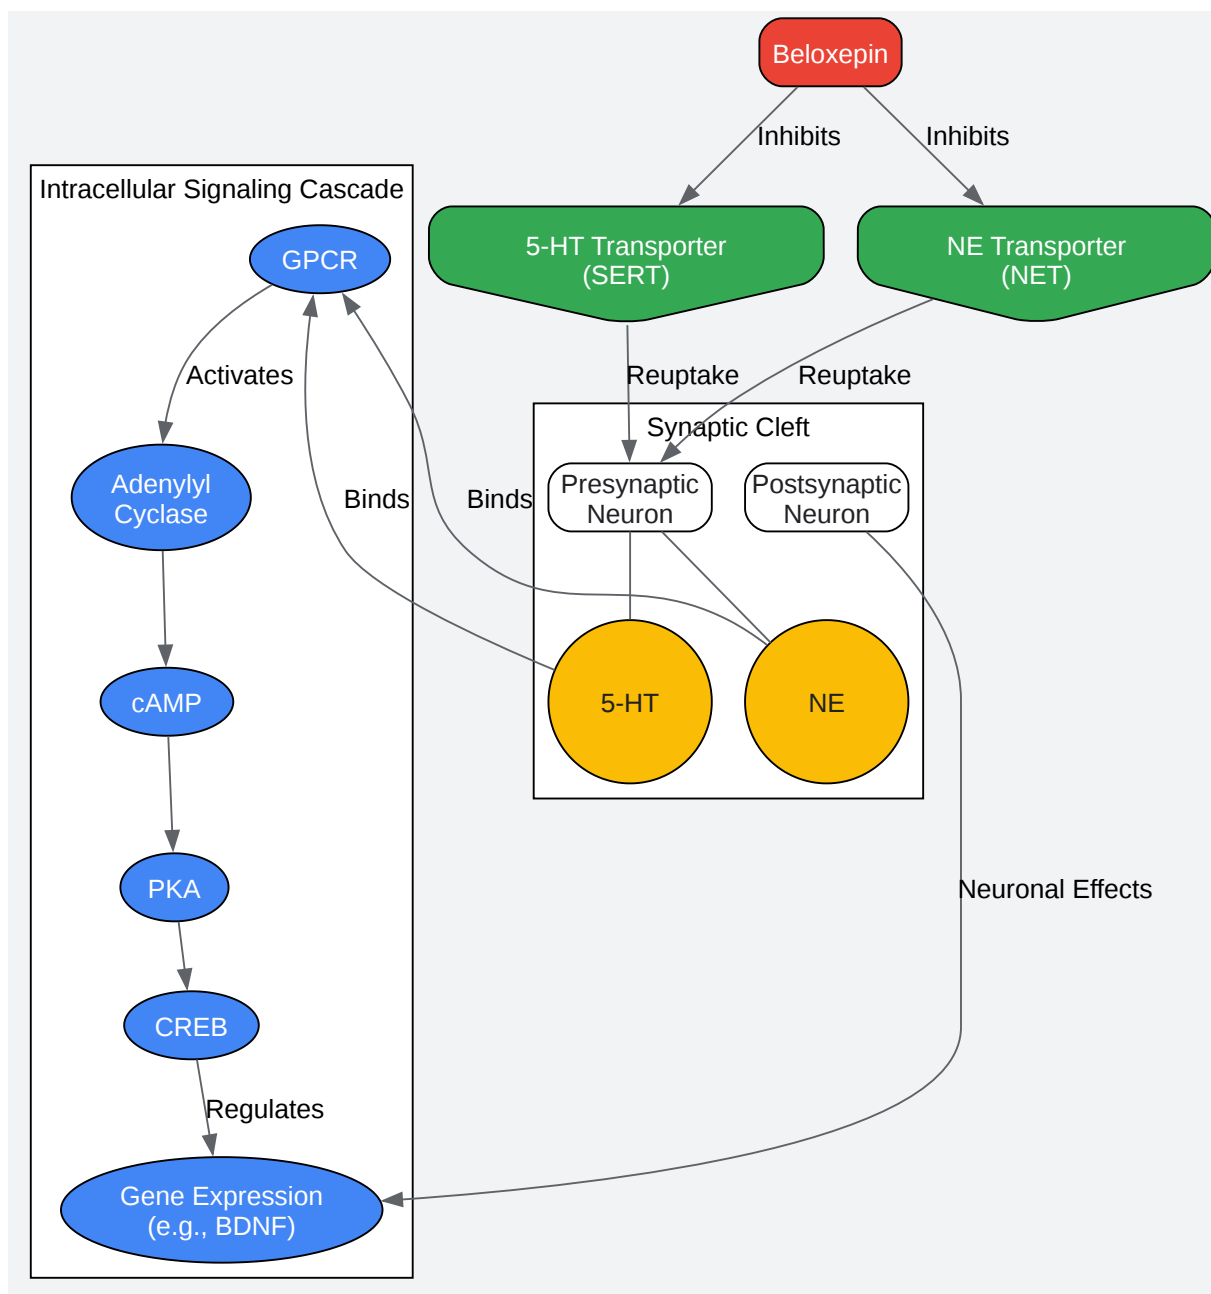 Beloxepin
Inhibits
Inhibits
Intracellular Signaling Cascade
GPCR
5-HT Transporter
(SERT)
NE Transporter
(NET)
Activates
Reuptake
Reuptake
Synaptic Cleft
Adenylyl
Cyclase
Binds
Binds
Presynaptic
Neuron
Postsynaptic
Neuron
cAMP
5-HT
NE
PKA
Neuronal Effects
CREB
Regulates
Gene Expression
(e.g., BDNF)